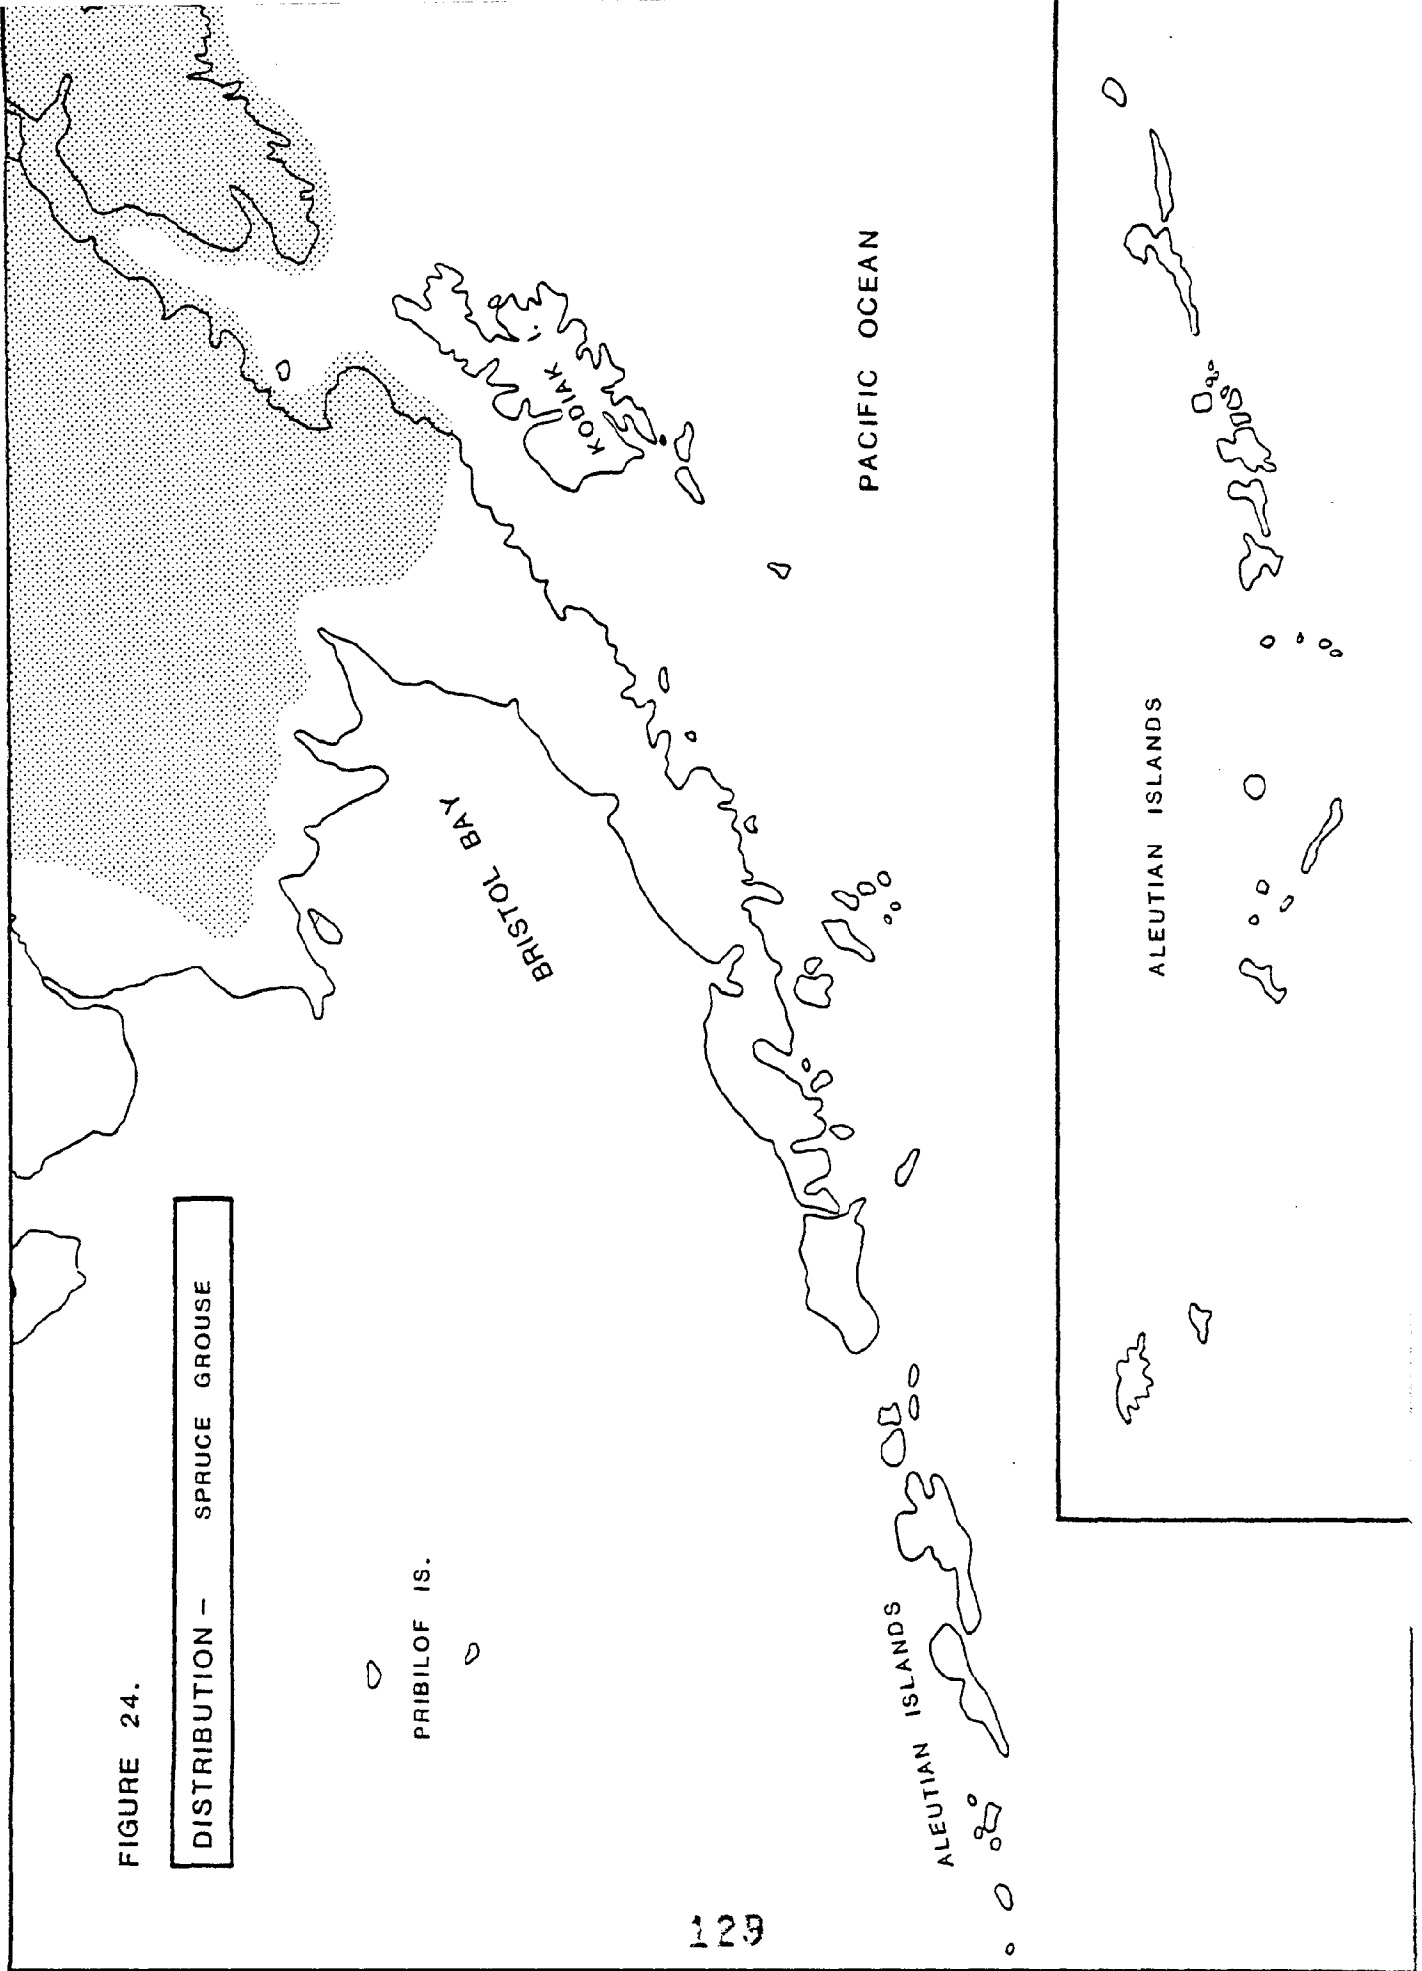 FIGURE 24.
DISTRIBUTION – SPRUCE GROUSE
PRIBILOF IS.
BRISTOL BAY
KODIAK
PACIFIC OCEAN
ALEUTIAN ISLANDS
ALEUTIAN ISLANDS
129